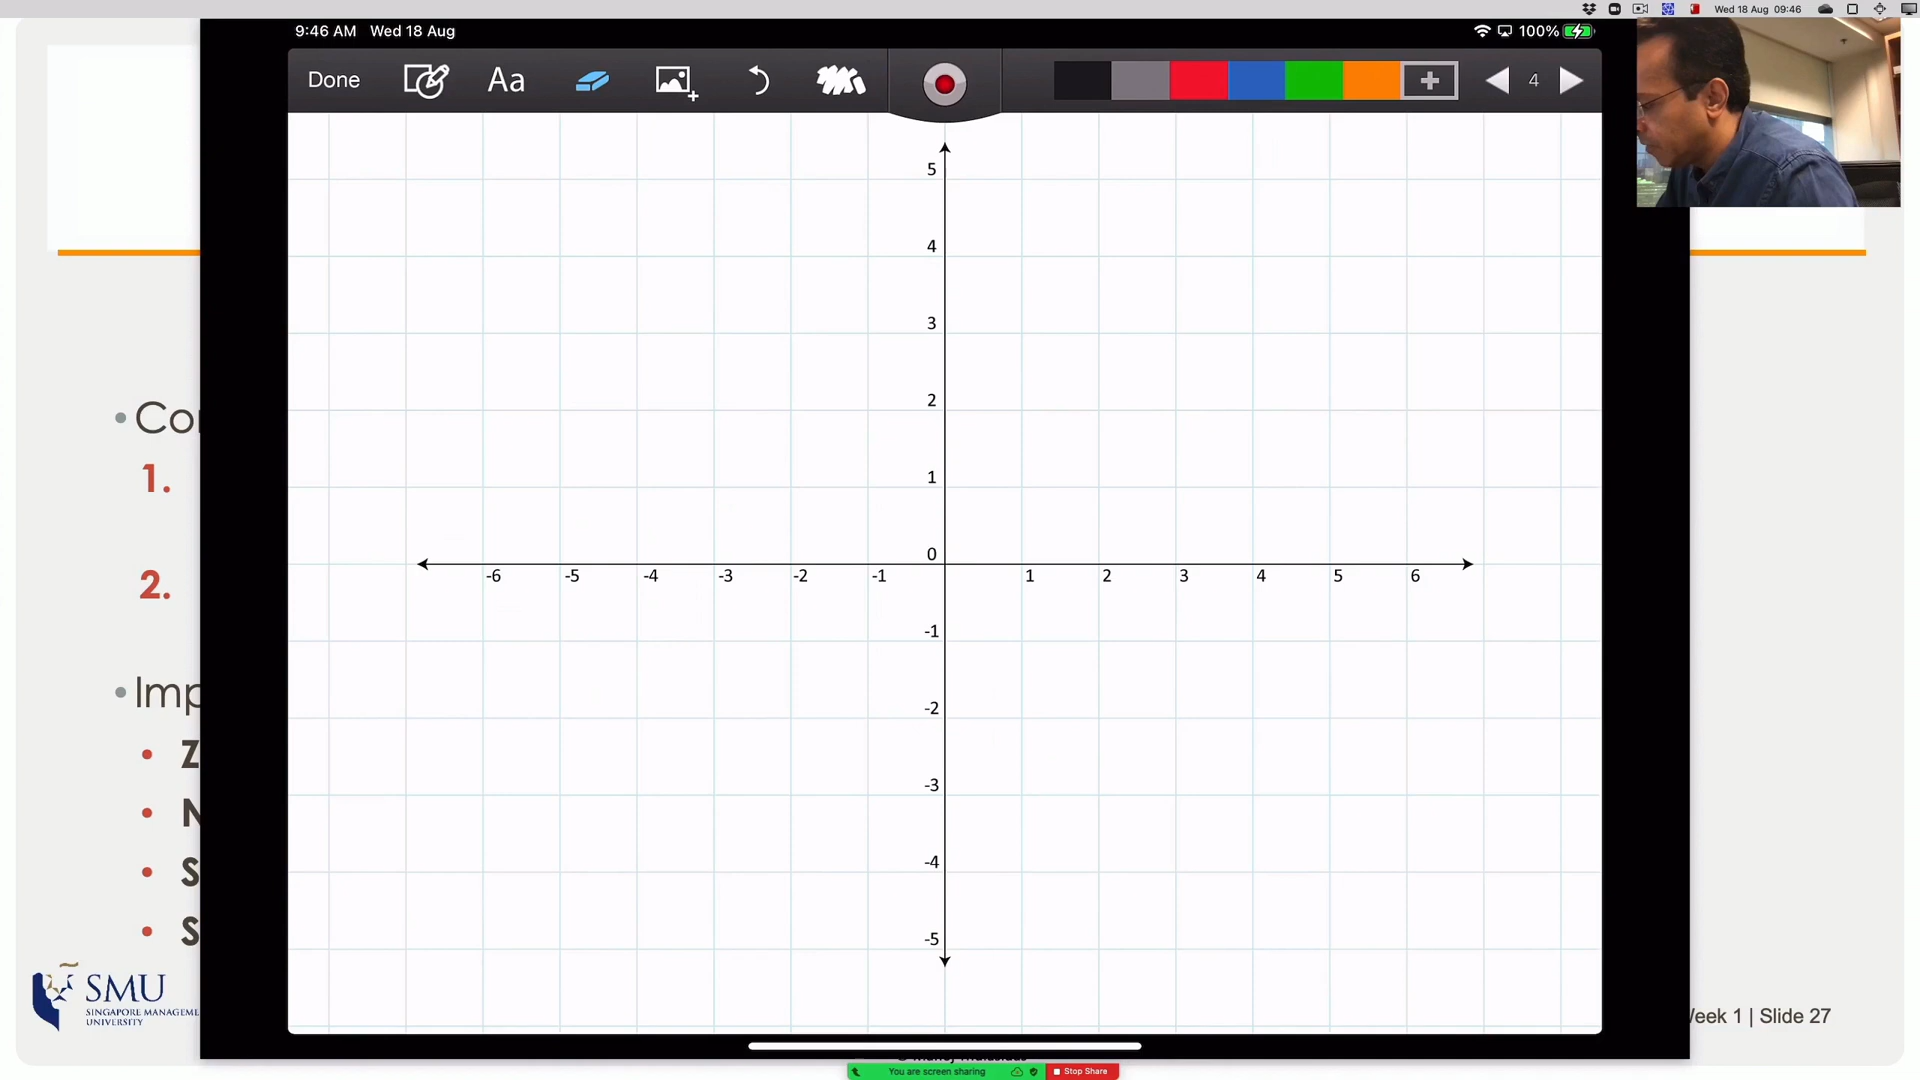 Wed 18 Aug 09:46
9:46 AM Wed 18 Aug
100%
Done
Aa
4
5
4
3
2
1
0
-6 -5 -4 -3 -2 -1 1 2 3 4 5 6
-1
-2
-3
-4
-5
• Co
1.
2.
• Imp
• Z
• N
• S
• S
SMU
SINGAPORE MANAGEME
UNIVERSITY
Week 1 | Slide 27
You are screen sharing
Stop Share